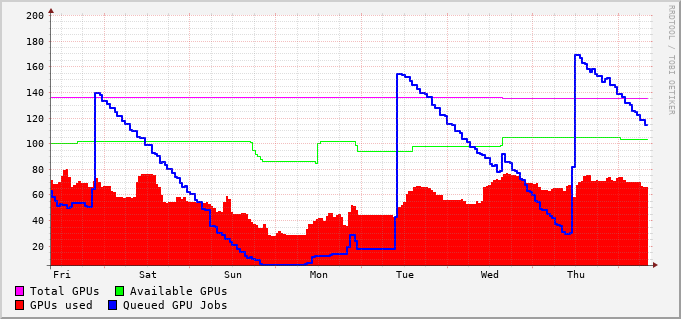 200
180
160
140
120
100
80
60
40
20
Fri Sat Sun Mon Tue Wed Thu
Total GPUs Available GPUs
GPUs used Queued GPU Jobs
RRDTOOL / TOBI OETIKER